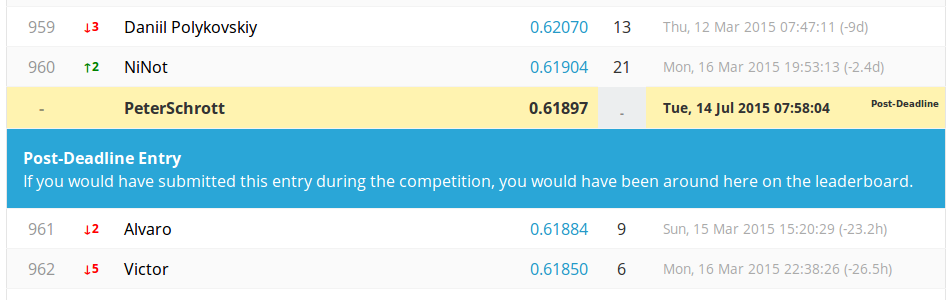 959 ↓3 Daniil Polykovskiy 0.62070 13 Thu, 12 Mar 2015 07:47:11 (-9d)
960 ↑2 NiNot 0.61904 21 Mon, 16 Mar 2015 19:53:13 (-2.4d)
- PeterSchrott 0.61897 - Tue, 14 Jul 2015 07:58:04 Post-Deadline
Post-Deadline Entry
If you would have submitted this entry during the competition, you would have been around here on the leaderboard.
961 ↓2 Alvaro 0.61884 9 Sun, 15 Mar 2015 15:20:29 (-23.2h)
962 ↓5 Victor 0.61850 6 Mon, 16 Mar 2015 22:38:26 (-26.5h)